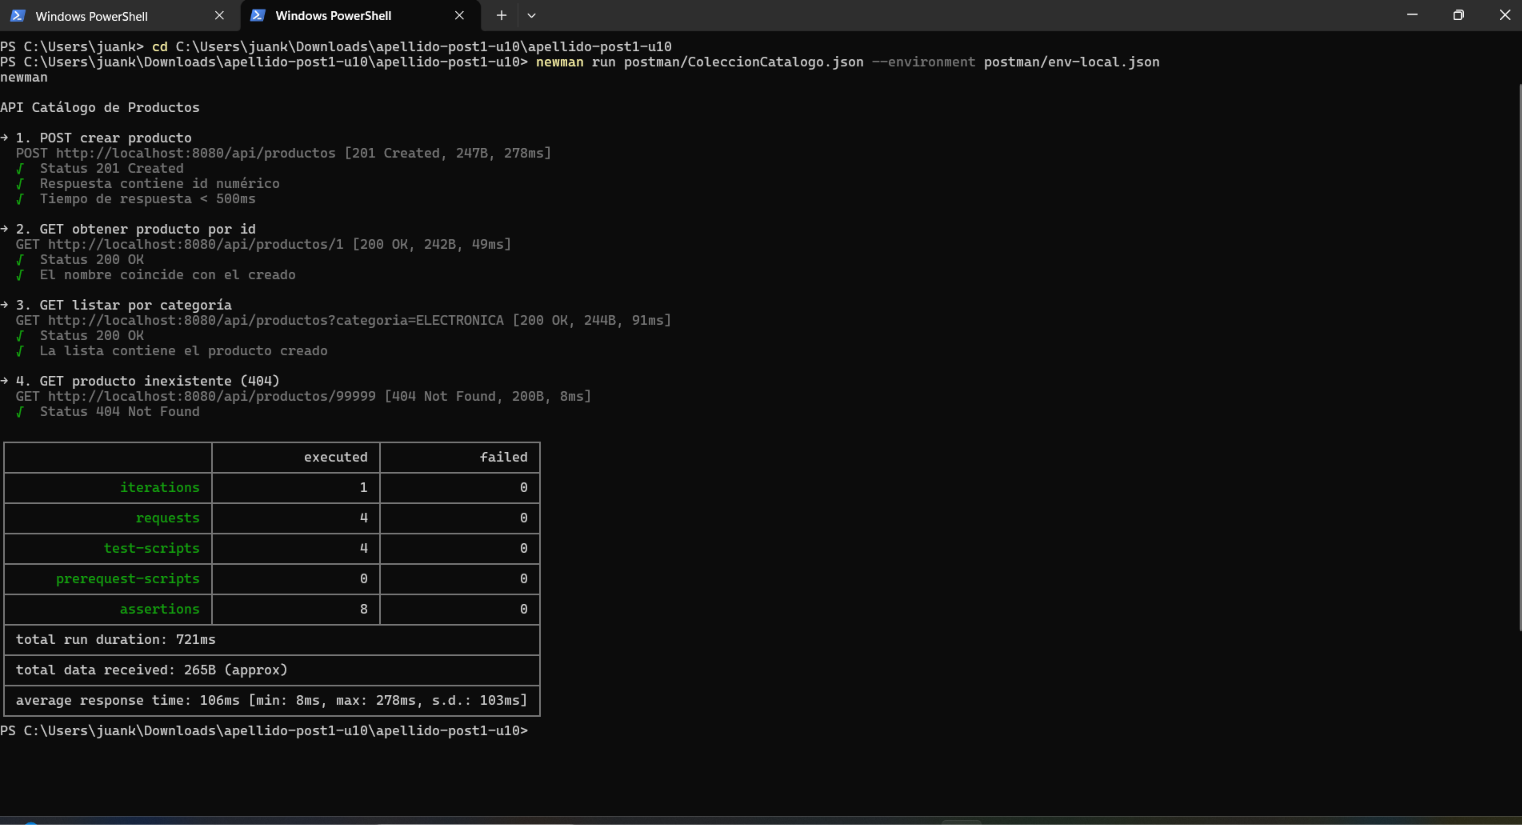 Windows PowerShell
Windows PowerShell
PS C:\Users\juank> cd C:\Users\juank\Downloads\apellido-post1-u10\apellido-post1-u10
PS C:\Users\juank\Downloads\apellido-post1-u10\apellido-post1-u10> newman run postman/ColeccionCatalogo.json --environment postman/env-local.json
newman
API Catálogo de Productos
→ 1. POST crear producto
POST http://localhost:8080/api/productos [201 Created, 247B, 278ms]
√ Status 201 Created
√ Respuesta contiene id numérico
√ Tiempo de respuesta < 500ms
→ 2. GET obtener producto por id
GET http://localhost:8080/api/productos/1 [200 OK, 242B, 49ms]
√ Status 200 OK
√ El nombre coincide con el creado
→ 3. GET listar por categoría
GET http://localhost:8080/api/productos?categoria=ELECTRONICA [200 OK, 244B, 91ms]
√ Status 200 OK
√ La lista contiene el producto creado
→ 4. GET producto inexistente (404)
GET http://localhost:8080/api/productos/99999 [404 Not Found, 200B, 8ms]
√ Status 404 Not Found
executed failed
iterations 1 0
requests 4 0
test-scripts 4 0
prerequest-scripts 0 0
assertions 8 0
total run duration: 721ms
total data received: 265B (approx)
average response time: 106ms [min: 8ms, max: 278ms, s.d.: 103ms]
PS C:\Users\juank\Downloads\apellido-post1-u10\apellido-post1-u10>